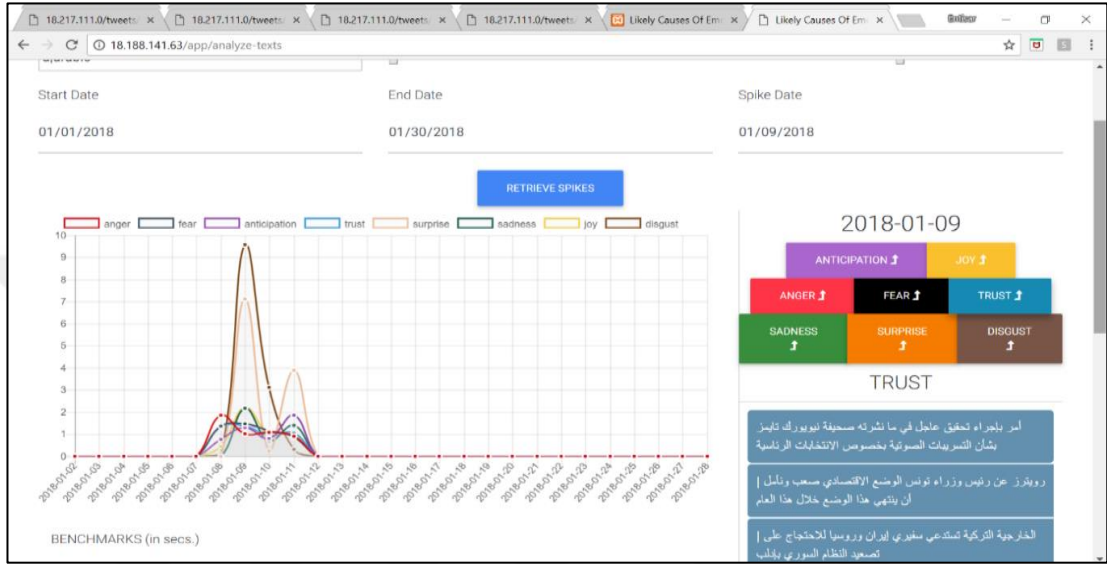 18.217.111.0/tweets/ 18.217.111.0/tweets/ 18.217.111.0/tweets/ 18.217.111.0/tweets/ Likely Causes Of Em Likely Causes Of Em
18.188.141.63/app/analyze-texts
Start Date End Date Spike Date
01/01/2018 01/30/2018 01/09/2018
RETRIEVE SPIKES
anger fear anticipation trust surprise sadness joy disgust
10
9
8
7
6
5
4
3
2
1
0
2018-01-02 2018-01-03 2018-01-04 2018-01-05 2018-01-06 2018-01-07 2018-01-08 2018-01-09 2018-01-10 2018-01-11 2018-01-12 2018-01-13 2018-01-14 2018-01-15 2018-01-19 2018-01-20 2018-01-21 2018-01-22 2018-01-23 2018-01-24 2018-01-25 2018-01-26 2018-01-27 2018-01-28
BENCHMARKS (in secs.)
2018-01-09
ANTICIPATION JOY
ANGER FEAR TRUST
SADNESS SURPRISE DISGUST
TRUST
أمر بإجراء تحقيق عاجل في ما نشرته صحيفة نيويورك تايمز
بشأن التسريبات الصوتية بخصوص الانتخابات الرئاسية
رويترز عن رئيس وزراء تونس الوضع الاقتصادي صعب ونأمل |
أن ينتهي هذا الوضع خلال هذا العام
الخارجية التركية تستدعي سفيري إيران وروسيا للاحتجاج على |
تصعيد النظام السوري بإدلب